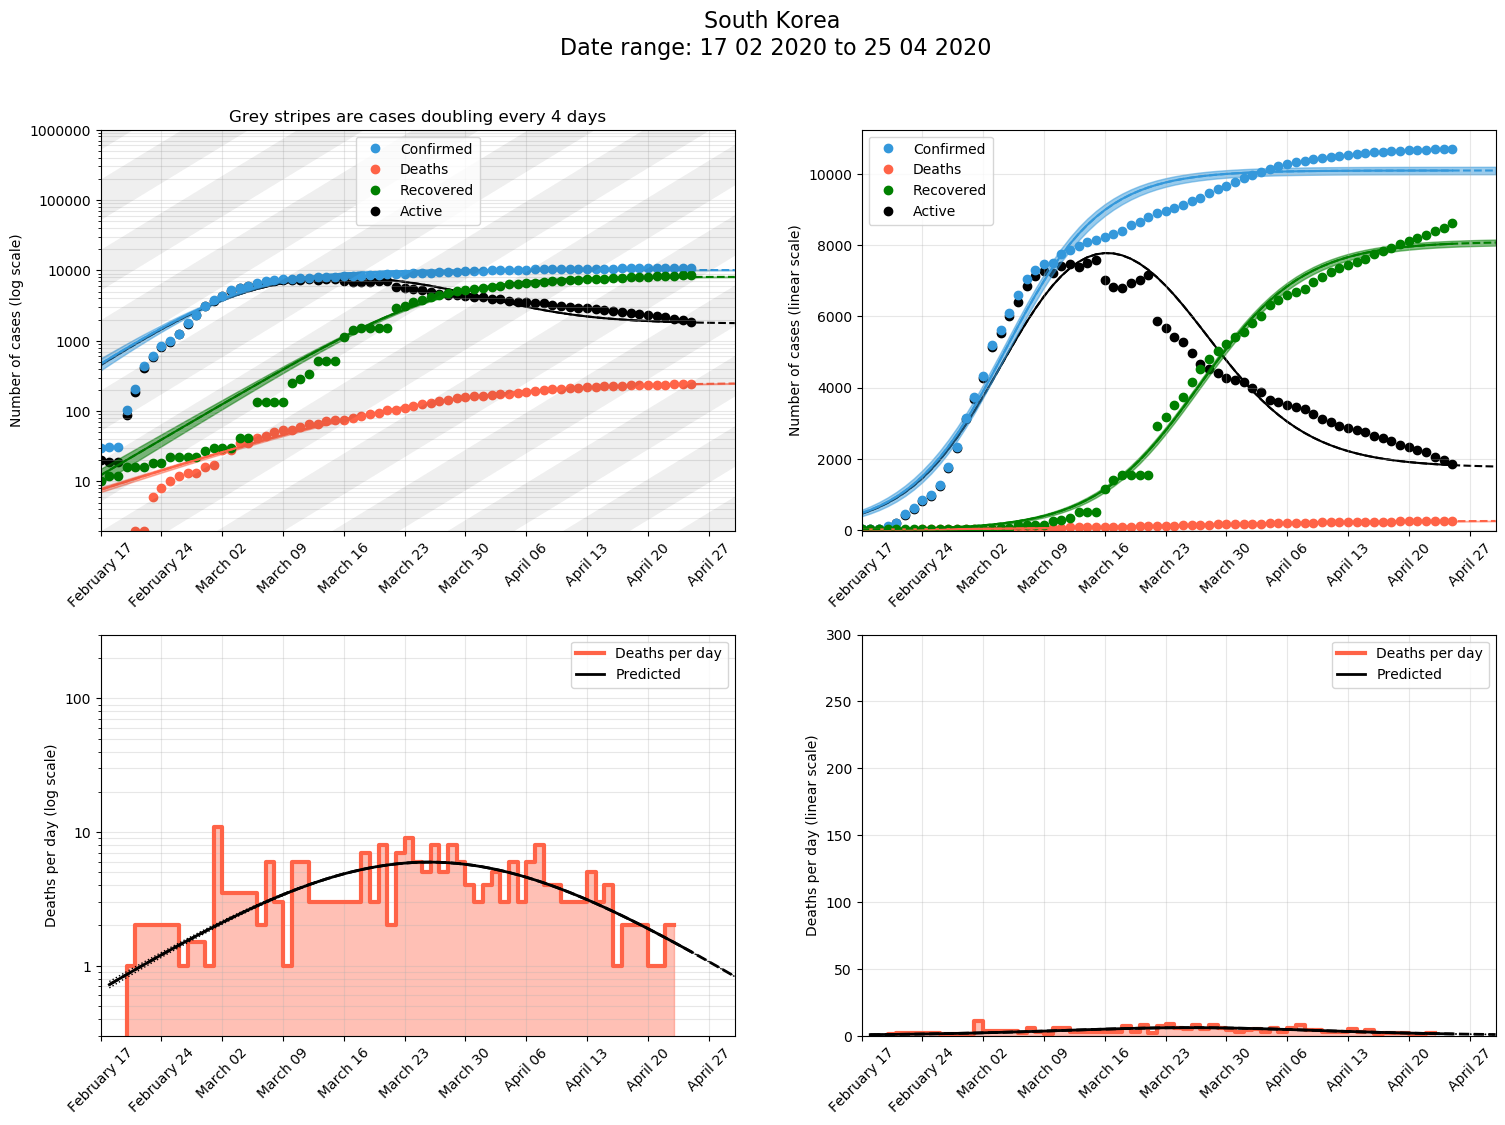 South Korea
Date range: 17 02 2020 to 25 04 2020
Grey stripes are cases doubling every 4 days
Number of cases (log scale)
1000000
100000
10000
1000
100
10
Confirmed
Deaths
Recovered
Active
February 17
February 24
March 02
March 09
March 16
March 23
March 30
April 06
April 13
April 20
April 27
Number of cases (linear scale)
10000
8000
6000
4000
2000
0
Confirmed
Deaths
Recovered
Active
February 17
February 24
March 02
March 09
March 16
March 23
March 30
April 06
April 13
April 20
April 27
Deaths per day (log scale)
100
10
1
Deaths per day
Predicted
February 17
February 24
March 02
March 09
March 16
March 23
March 30
April 06
April 13
April 20
April 27
Deaths per day (linear scale)
300
250
200
150
100
50
0
Deaths per day
Predicted
February 17
February 24
March 02
March 09
March 16
March 23
March 30
April 06
April 13
April 20
April 27